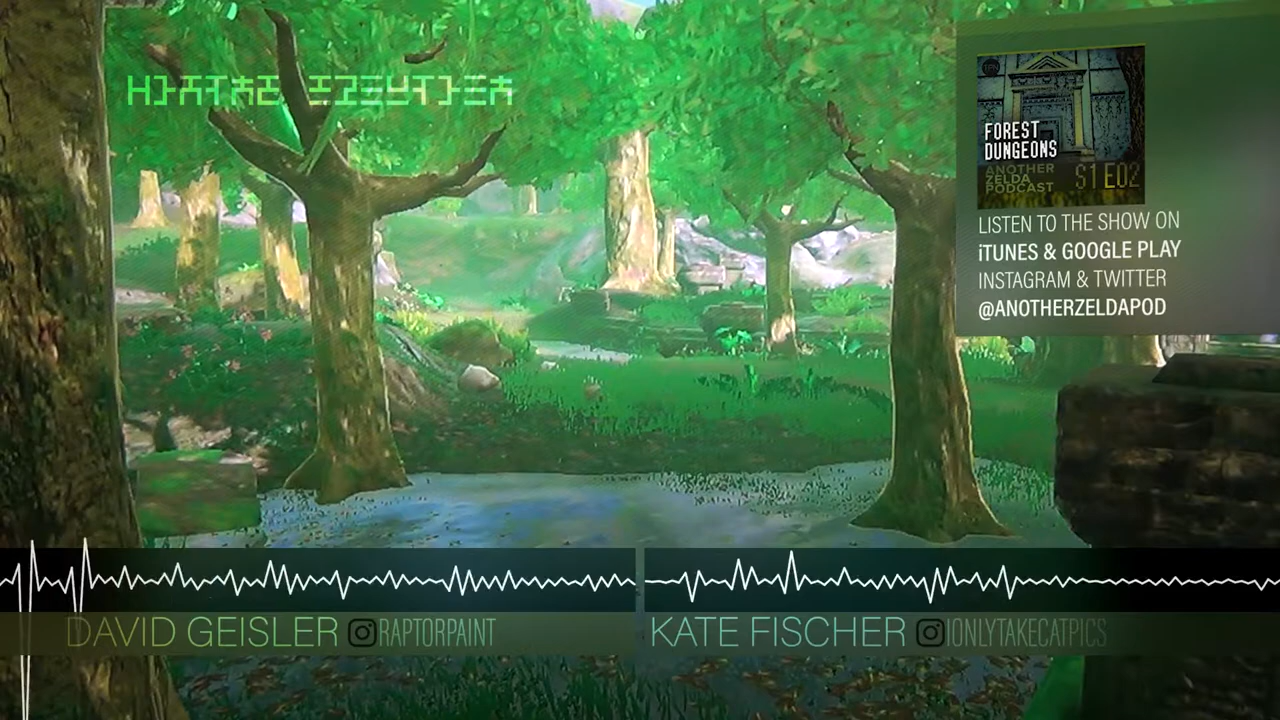 FOREST
DUNGEONS
ANOTHER
ZELDA
PODCAST
S1 E02
LISTEN TO THE SHOW ON
iTUNES & GOOGLE PLAY
INSTAGRAM & TWITTER
@ANOTHERZELDAPOD
DAVID GEISLER RAPTORPAINT
KATE FISCHER IONLYTAKECATPICS